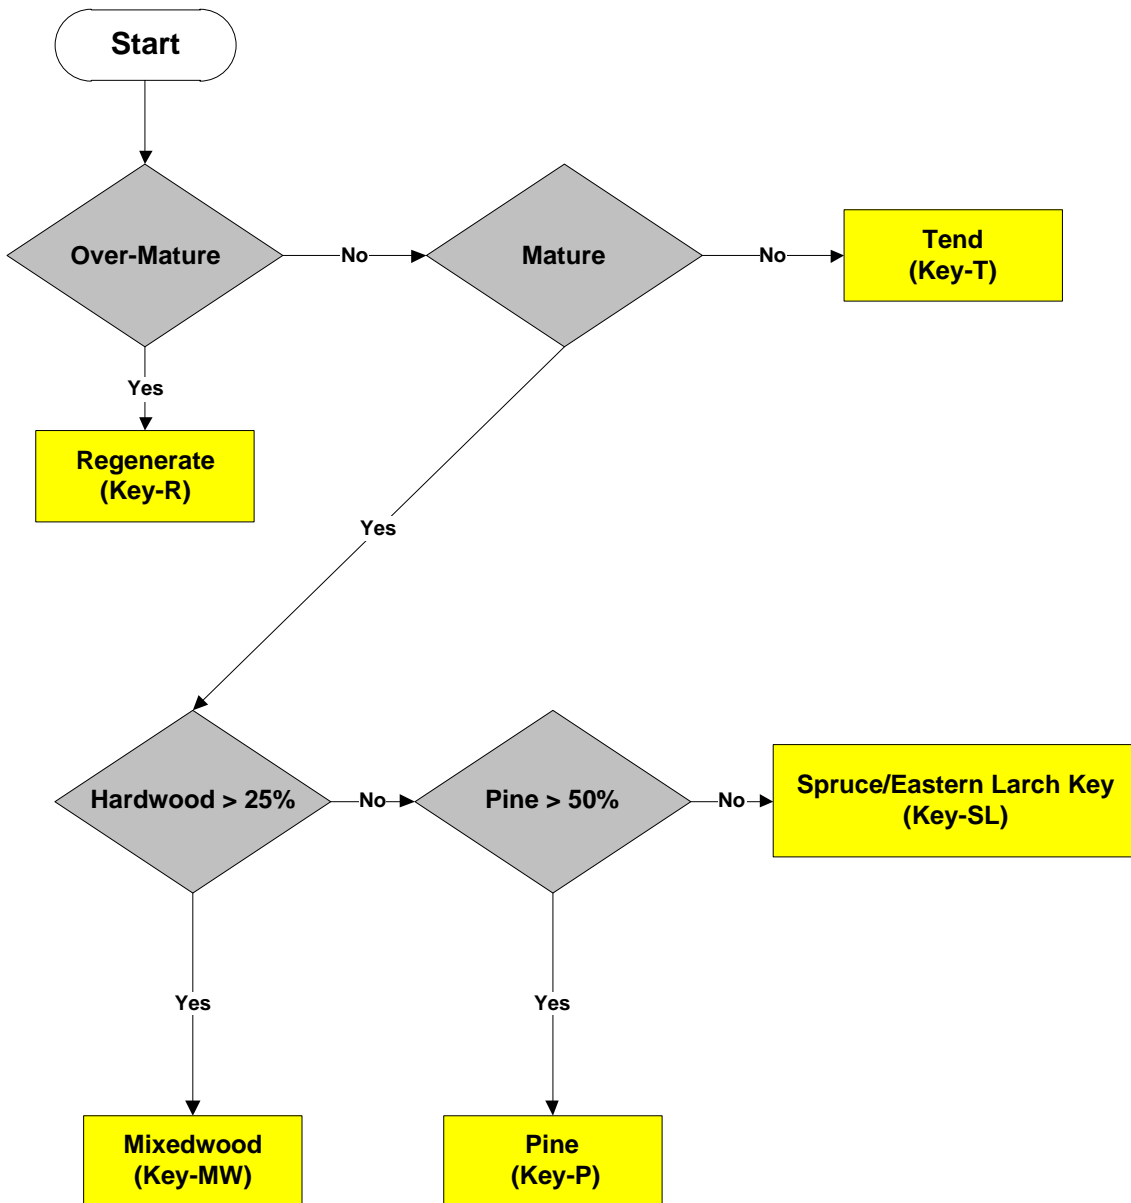 Start
Over-Mature
No
Mature
No
Tend
(Key-T)
Yes
Regenerate
(Key-R)
Yes
Hardwood > 25%
No
Pine > 50%
No
Spruce/Eastern Larch Key
(Key-SL)
Yes
Yes
Mixedwood
(Key-MW)
Pine
(Key-P)